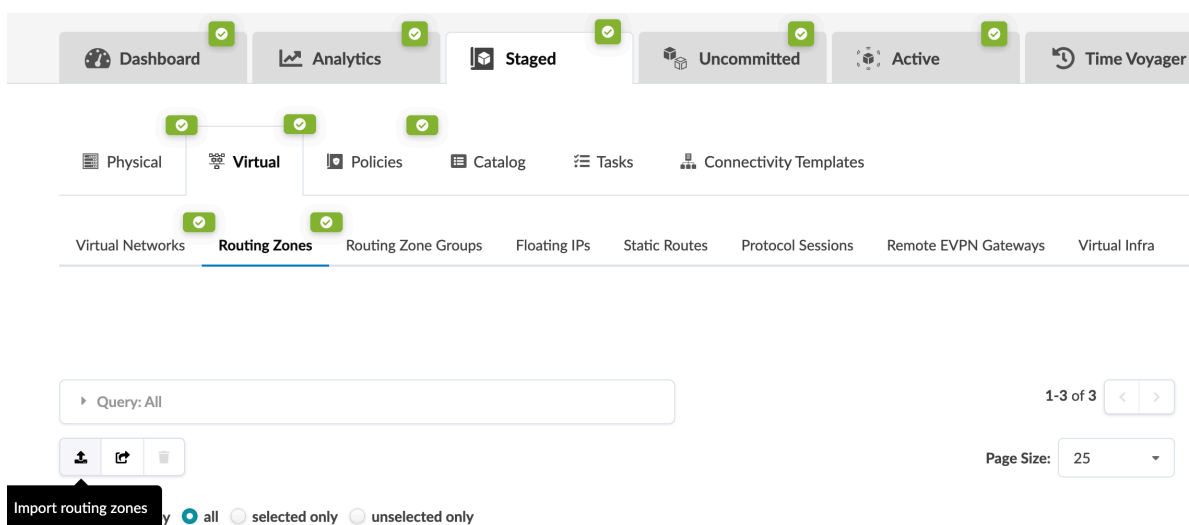 Dashboard Analytics Staged Uncommitted Active Time Voyager
Physical Virtual Policies Catalog Tasks Connectivity Templates
Virtual Networks Routing Zones Routing Zone Groups Floating IPs Static Routes Protocol Sessions Remote EVPN Gateways Virtual Infra
Query: All
1-3 of 3
Page Size: 25
Import routing zones
y all selected only unselected only